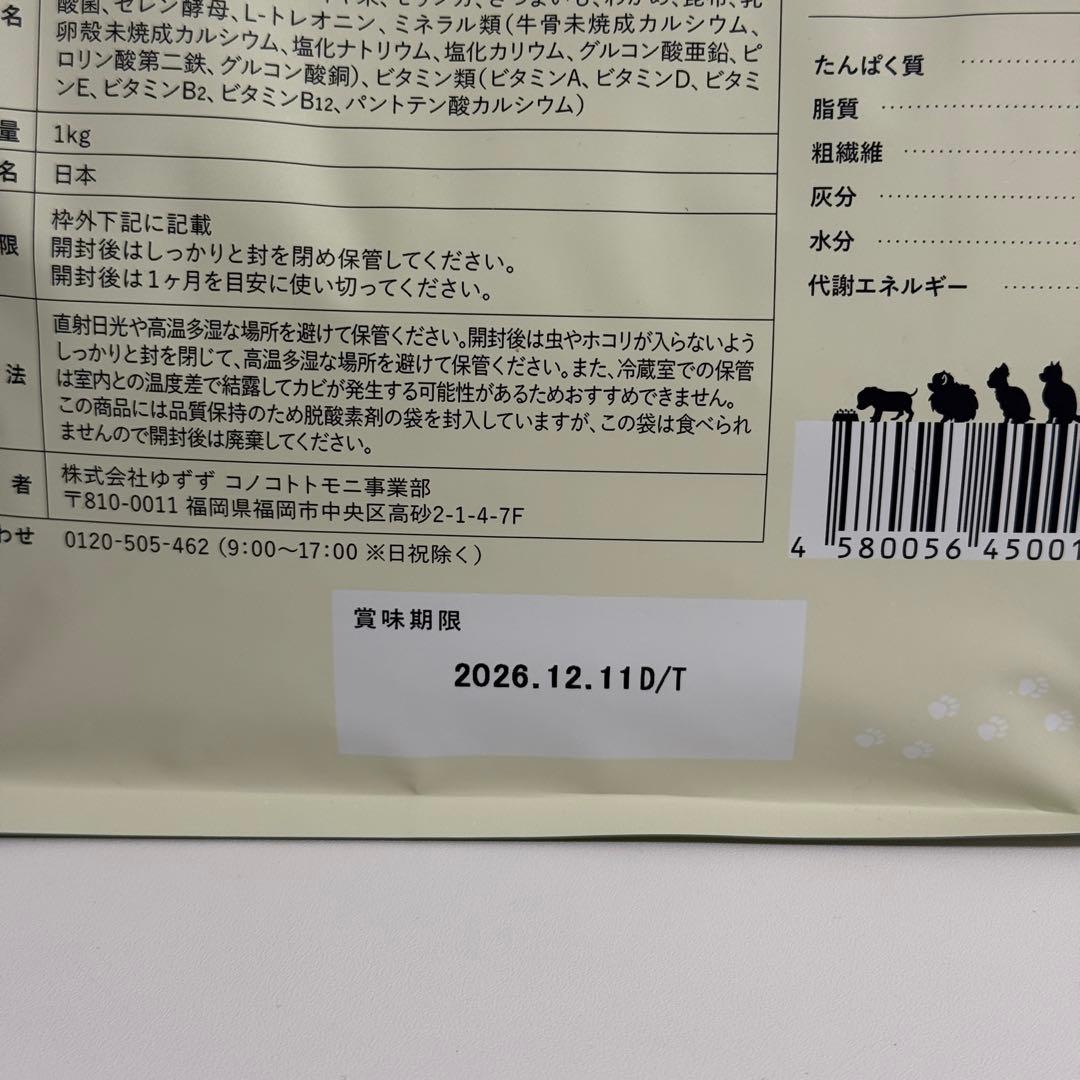 名
酸菌、セレン酵母、L-トレオニン、ミネラル類（牛骨未焼成カルシウム、
卵殻未焼成カルシウム、塩化ナトリウム、塩化カリウム、グルコン酸亜鉛、ピ
ロリン酸第二鉄、グルコン酸銅）、ビタミン類（ビタミンA、ビタミンD、ビタミ
ンE、ビタミンB2、ビタミンB12、パントテン酸カルシウム）
量 1kg
名 日本
限 枠外下記に記載
開封後はしっかりと封を閉め保管してください。
開封後は1ヶ月を目安に使い切ってください。
法 直射日光や高温多湿な場所を避けて保管ください。開封後は虫やホコリが入らないよう
しっかりと封を閉じて、高温多湿な場所を避けて保管ください。また、冷蔵室での保管
は室内との温度差で結露してカビが発生する可能性があるためおすすめできません。
この商品には品質保持のため脱酸素剤の袋を封入していますが、この袋は食べられ
ませんので開封後は廃棄してください。
者 株式会社ゆずず コノコトトモニ事業部
〒810-0011 福岡県福岡市中央区高砂2-1-4-7F
わせ 0120-505-462（9:00～17:00 ※日祝除く）
賞味期限
2026.12.11D/T
たんぱく質
脂質
粗繊維
灰分
水分
代謝エネルギー
4 580056 45001